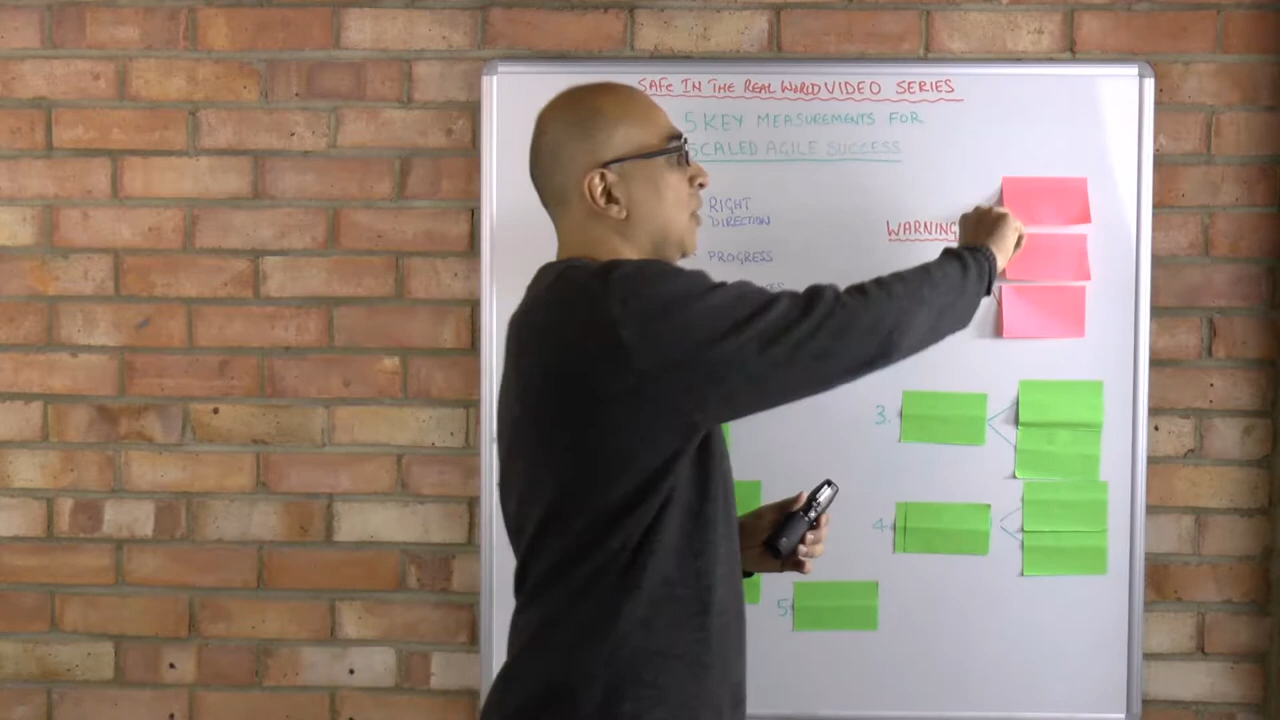 SAFe IN THE REAL WORLD VIDEO SERIES
5 KEY MEASUREMENTS FOR
SCALED AGILE SUCCESS
RIGHT
DIRECTION
WARNING
PROGRESS
3.
4.
5.